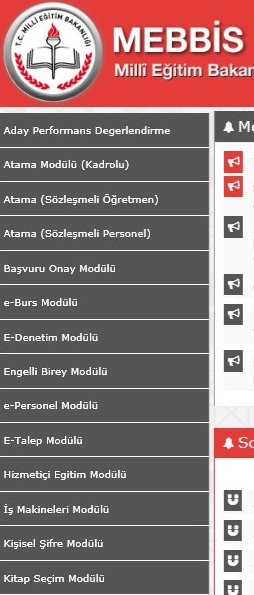 T.C. MİLLÎ EĞİTİM BAKANLIĞI
MEBBİS
Millî Eğitim Bakan
Aday Performans Degerlendirme
Atama Modülü (Kadrolu)
Atama (Sözleşmeli Öğretmen)
Atama (Sözleşmeli Personel)
Başvuru Onay Modülü
e-Burs Modülü
E-Denetim Modülü
Engelli Birey Modülü
e-Personel Modülü
E-Talep Modülü
Hizmetiçi Egitim Modülü
İş Makineleri Modülü
Kişisel Şifre Modülü
Kitap Seçim Modülü
Me
So